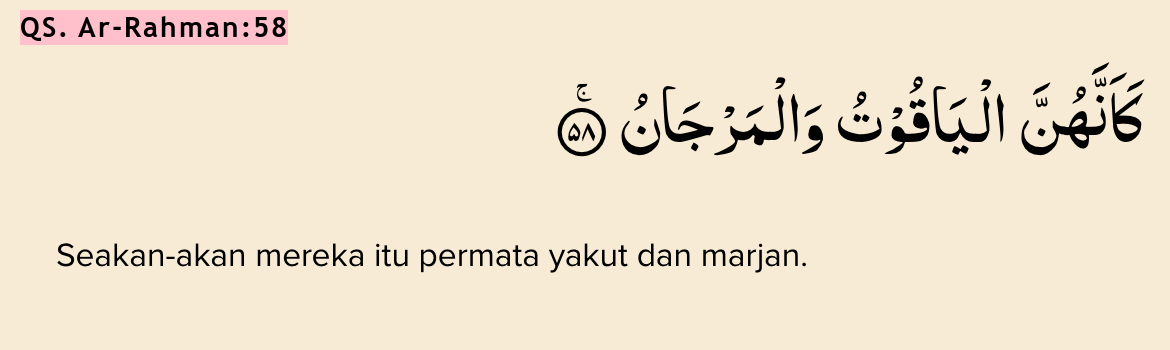 QS. Ar-Rahman:58
كَاَنَّهُنَّ الْيَاقُوْتُ وَالْمَرْجَانُ ۚ ۝٥٨
Seakan-akan mereka itu permata yakut dan marjan.